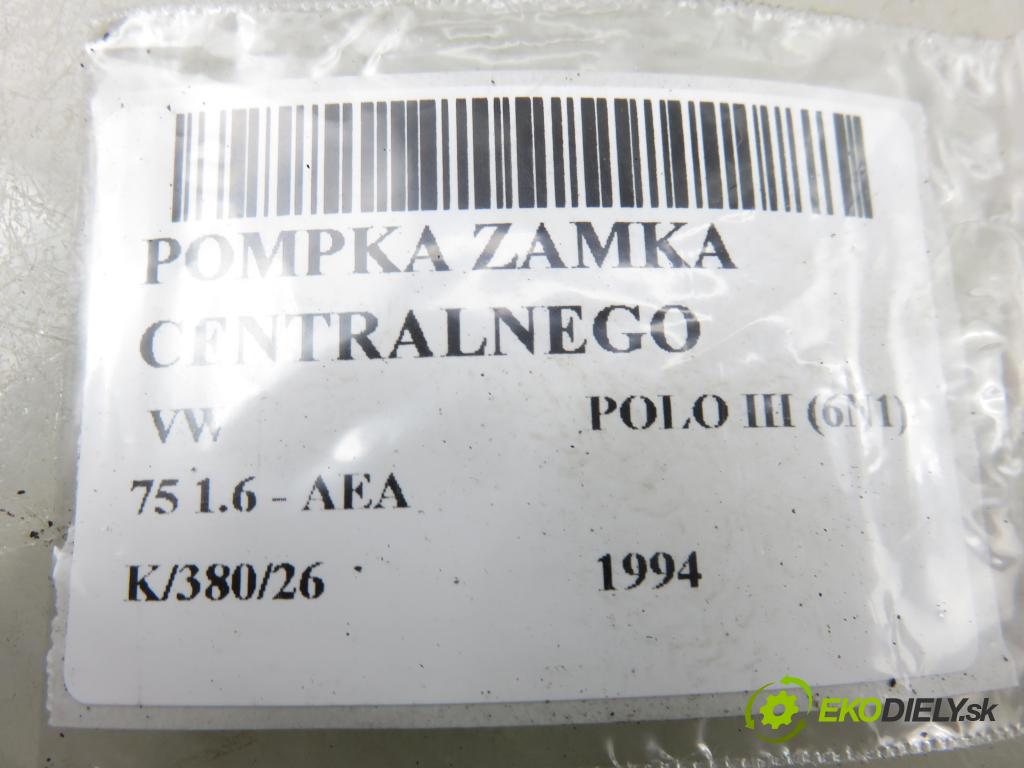 POMPKA ZAMKA
CENTRALNEGO
VW POLO III (6N1)
75 1.6 - AEA
K/380/26 1994
EKODIELY.sk